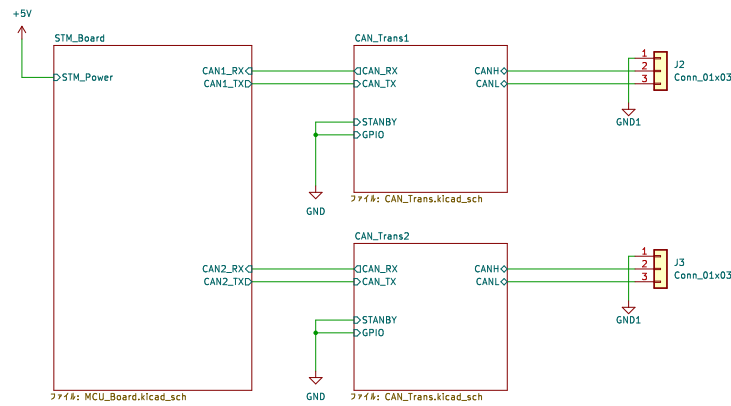 +5V
STM_Board
STM_Power
CAN1_RX
CAN1_TX
CAN2_RX
CAN2_TX
ファイル: MCU_Board.kicad_sch
CAN_Trans1
CAN_RX
CAN_TX
STANBY
GPIO
CANH
CANL
GND
ファイル: CAN_Trans.kicad_sch
1
2
3
J2
Conn_01x03
GND1
CAN_Trans2
CAN_RX
CAN_TX
STANBY
GPIO
CANH
CANL
GND
ファイル: CAN_Trans.kicad_sch
1
2
3
J3
Conn_01x03
GND1